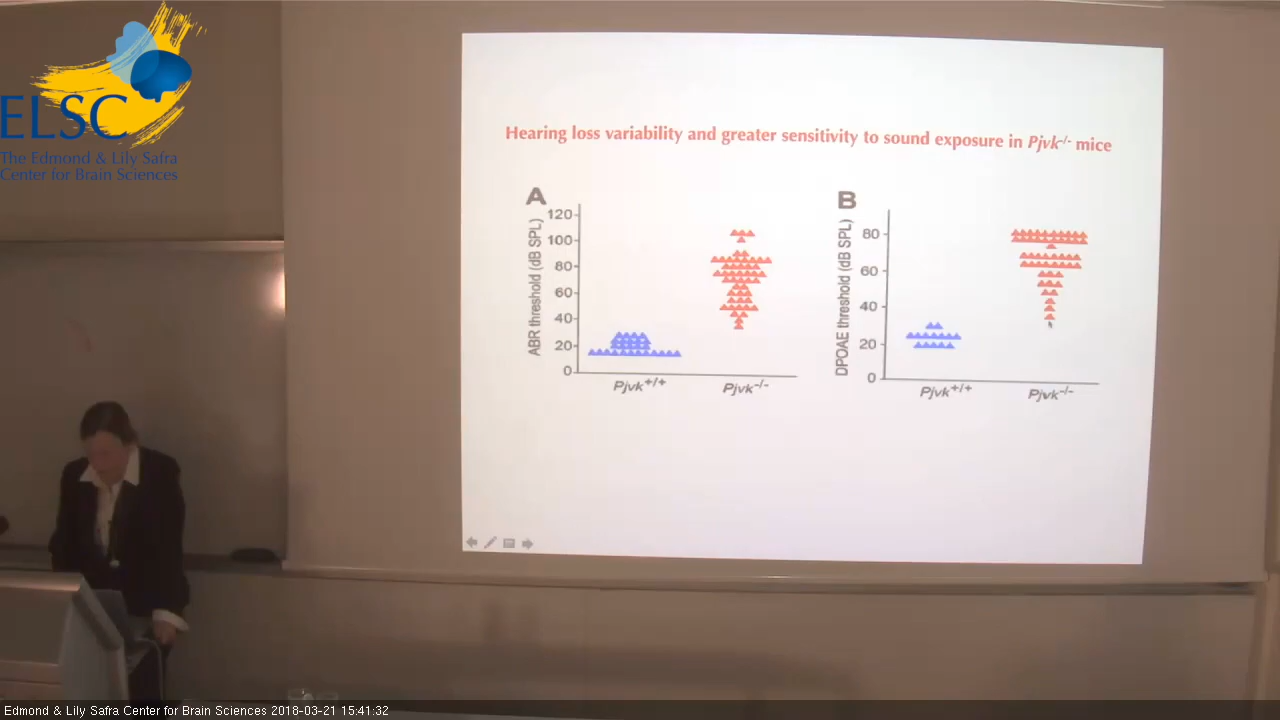 ELSC
The Edmond & Lily Safra
Center for Brain Sciences
Hearing loss variability and greater sensitivity to sound exposure in Pjvk-/- mice
A
ABR threshold (dB SPL)
120
100
80
60
40
20
0
Pjvk+/+
Pjvk-/-
B
DPOAE threshold (dB SPL)
80
60
40
20
0
Pjvk+/+
Pjvk-/-
Edmond & Lily Safra Center for Brain Sciences 2018-03-21 15:41:32